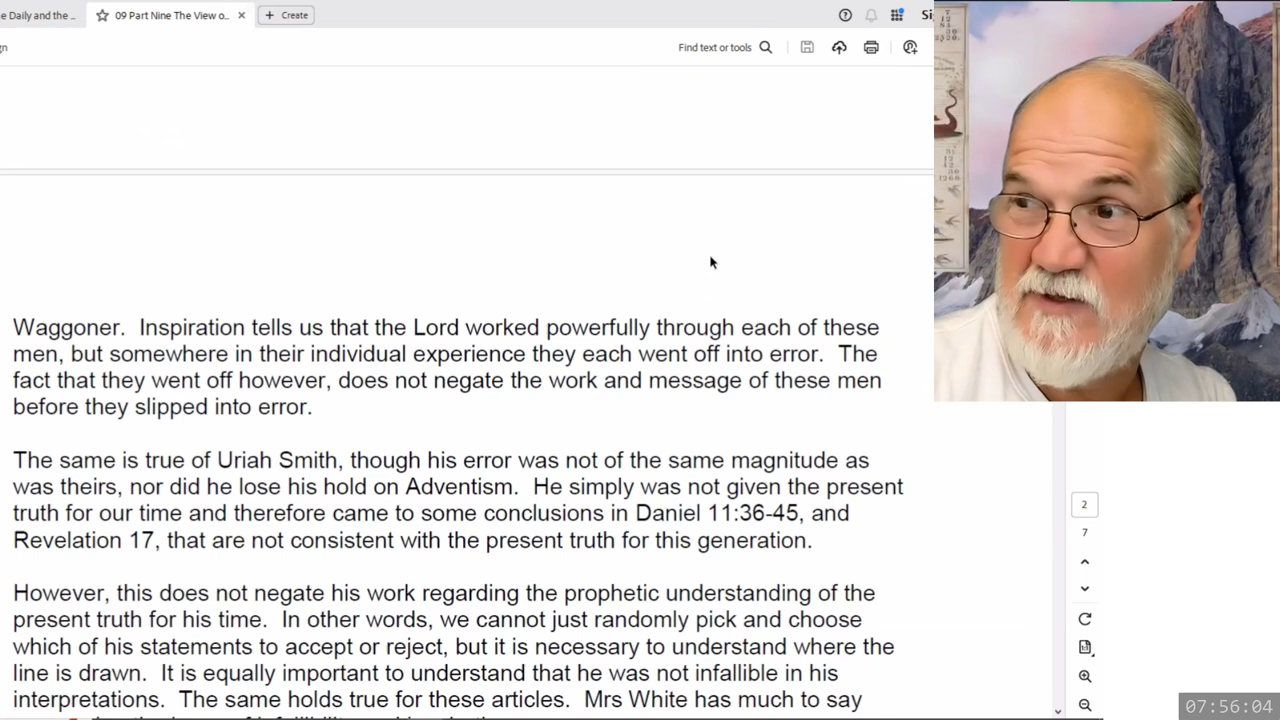 e Daily and the ..
09 Part Nine The View o...
Create
Si
gn
Find text or tools
Waggoner. Inspiration tells us that the Lord worked powerfully through each of these
men, but somewhere in their individual experience they each went off into error. The
fact that they went off however, does not negate the work and message of these men
before they slipped into error.
The same is true of Uriah Smith, though his error was not of the same magnitude as
was theirs, nor did he lose his hold on Adventism. He simply was not given the present
truth for our time and therefore came to some conclusions in Daniel 11:36-45, and
Revelation 17, that are not consistent with the present truth for this generation.
However, this does not negate his work regarding the prophetic understanding of the
present truth for his time. In other words, we cannot just randomly pick and choose
which of his statements to accept or reject, but it is necessary to understand where the
line is drawn. It is equally important to understand that he was not infallible in his
interpretations. The same holds true for these articles. Mrs White has much to say
2
7
07:56:04